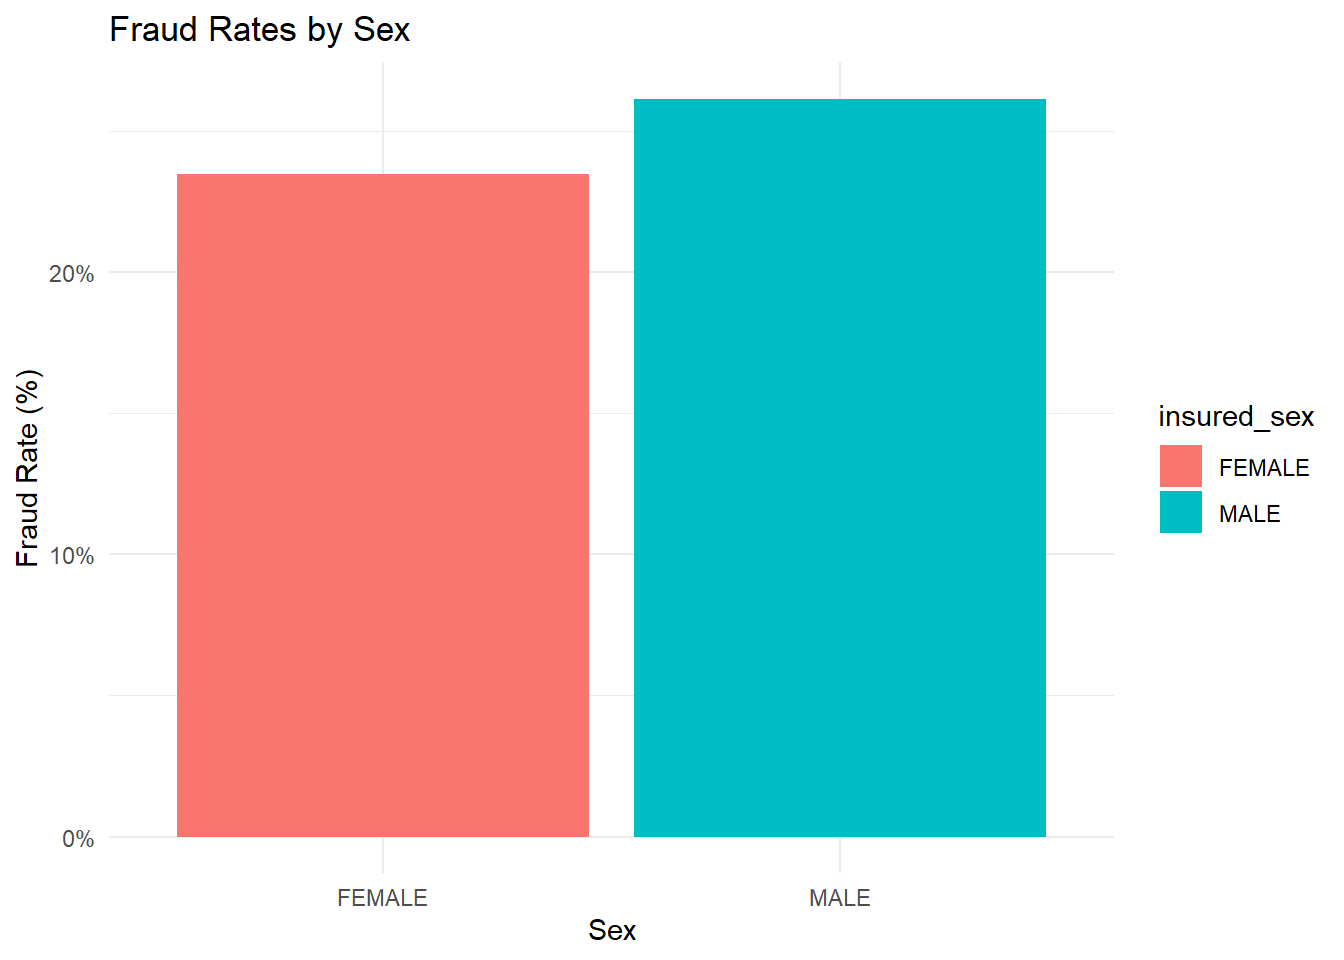 Fraud Rates by Sex
Fraud Rate (%)
20%
10%
0%
FEMALE
MALE
Sex
insured_sex
FEMALE
MALE